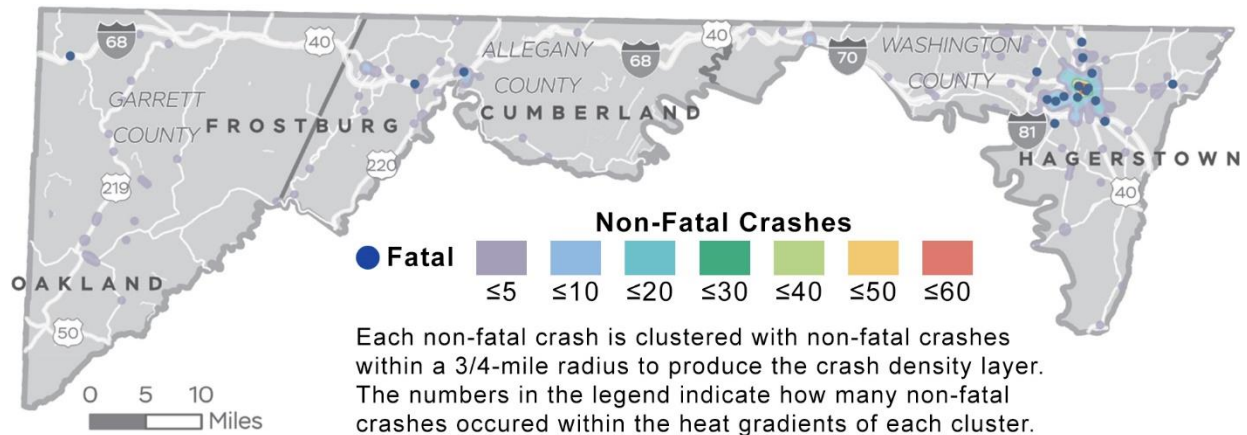 68
40
ALLEGANY
COUNTY
68
40
70
WASHINGTON
COUNTY
GARRETT
COUNTY
FROSTBURG
CUMBERLAND
81
HAGERSTOWN
219
220
40
OAKLAND
50
0 5 10
Miles
Non-Fatal Crashes
Fatal
≤5 ≤10 ≤20 ≤30 ≤40 ≤50 ≤60
Each non-fatal crash is clustered with non-fatal crashes
within a 3/4-mile radius to produce the crash density layer.
The numbers in the legend indicate how many non-fatal
crashes occured within the heat gradients of each cluster.